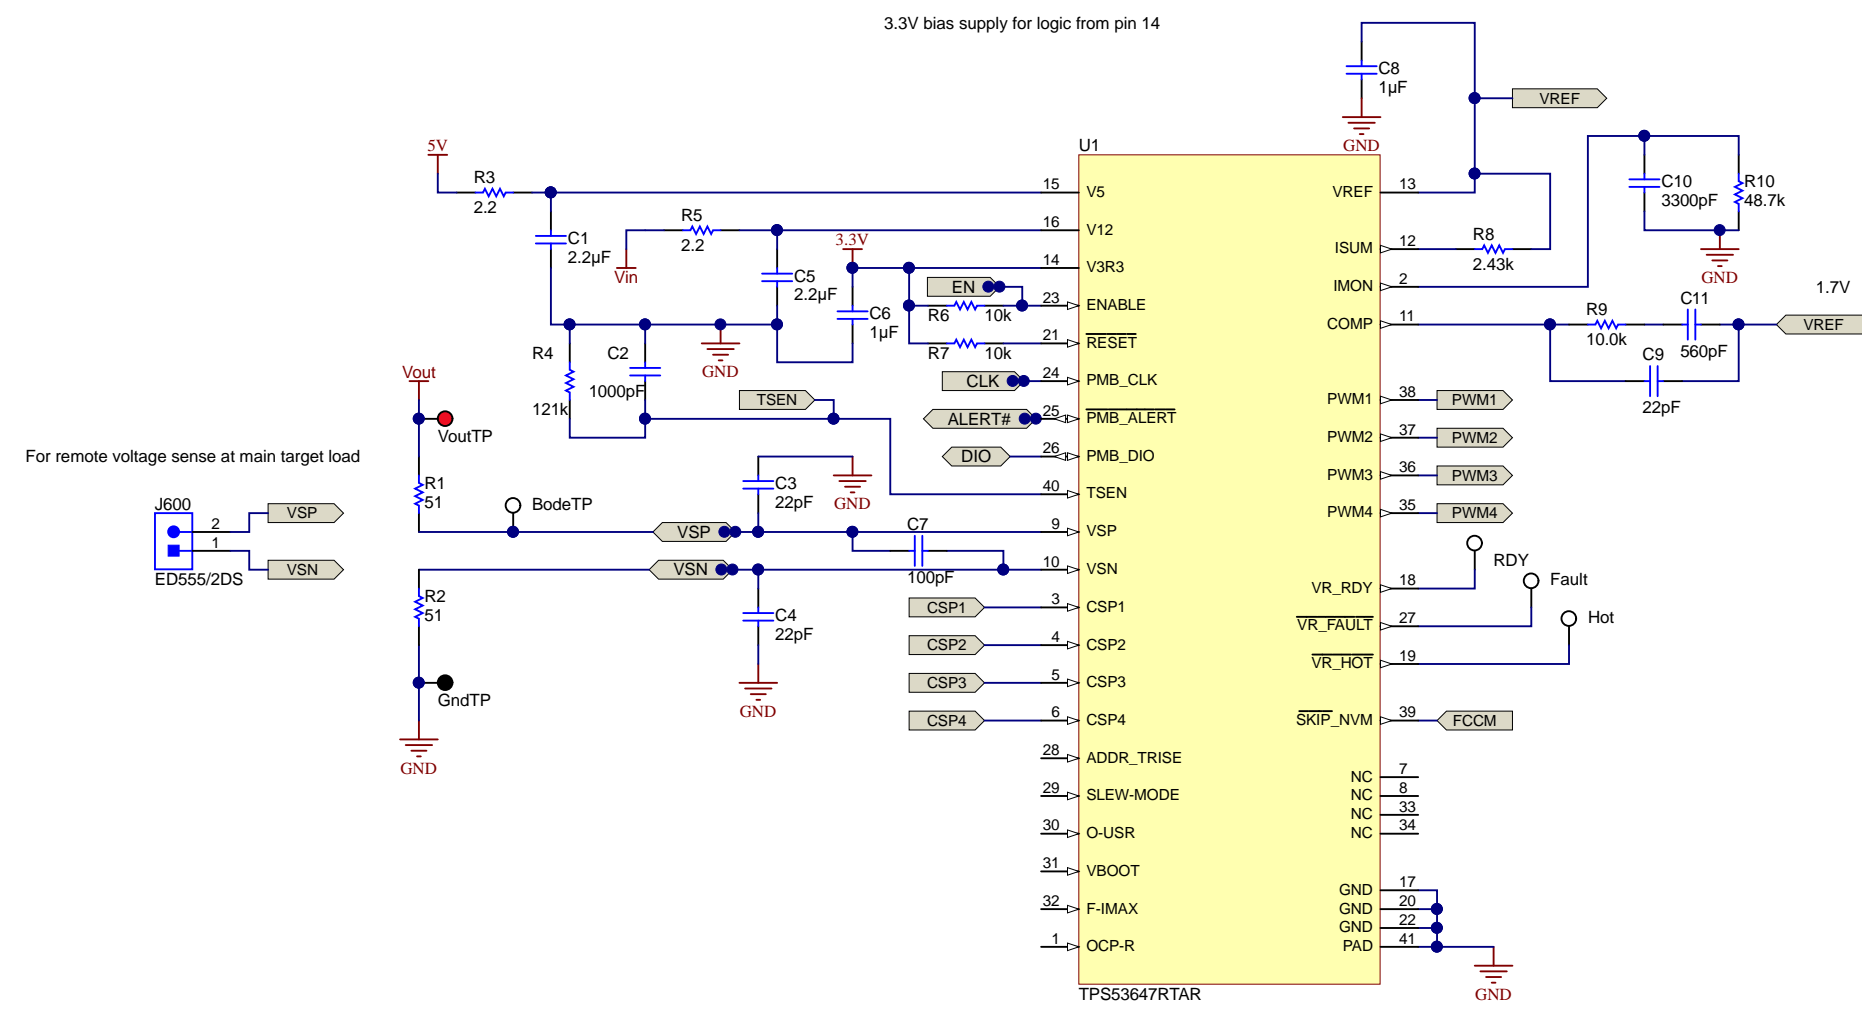 3.3V bias supply for logic from pin 14
C8
1µF
GND
VREF
U1
5V
R3
2.2
15
V5
VREF
13
C10
3300pF
R10
48.7k
GND
C1
2.2µF
R5
2.2
Vin
16
V12
3.3V
C5
2.2µF
14
V3R3
C6
1µF
EN
R6
10k
23
ENABLE
R7
10k
21
RESET
ISUM
12
R8
2.43k
IMON
2
COMP
11
R9
10.0k
C11
560pF
1.7V
VREF
C9
22pF
R4
121k
C2
1000pF
GND
CLK
24
PMB_CLK
TSEN
ALERT#
25
PMB_ALERT
DIO
26
PMB_DIO
40
TSEN
PWM1
38
PWM1
PWM2
37
PWM2
PWM3
36
PWM3
PWM4
35
PWM4
Vout
VoutTP
For remote voltage sense at main target load
R1
51
BodeTP
C3
22pF
GND
J600
2
1
ED555/2DS
VSP
VSN
VSP
9
VSP
C7
100pF
VSN
10
VSN
R2
51
C4
22pF
GND
GndTP
GND
CSP1
3
CSP1
CSP2
4
CSP2
CSP3
5
CSP3
CSP4
6
CSP4
RDY
VR_RDY
18
Fault
VR_FAULT
27
Hot
VR_HOT
19
SKIP_NVM
39
FCCM
28
ADDR_TRISE
29
SLEW-MODE
30
O-USR
31
VBOOT
32
F-IMAX
1
OCP-R
NC
7
NC
8
NC
33
NC
34
GND
17
GND
20
GND
22
PAD
41
GND
TPS53647RTAR